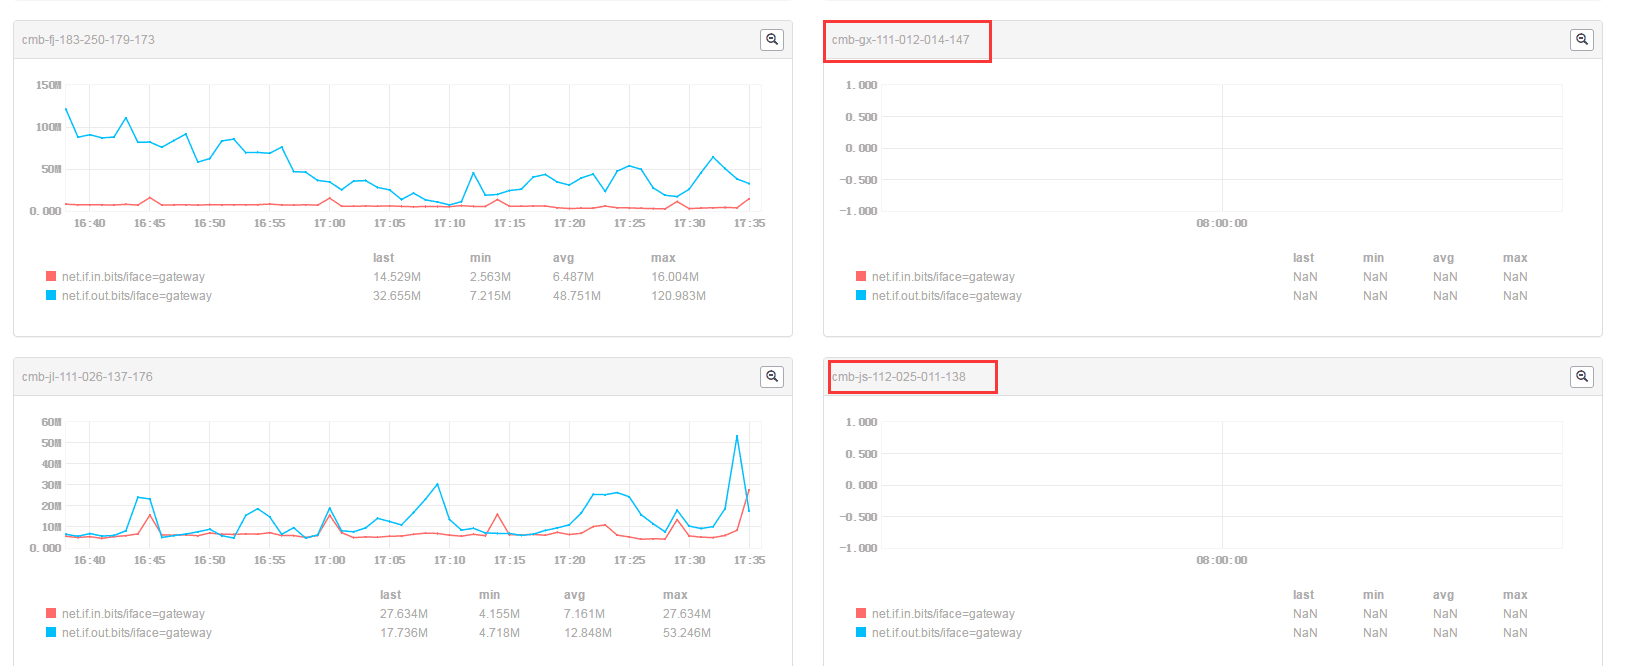 cmb-fj-183-250-179-173
150M
100M
50M
0.000
16:40 16:45 16:50 16:55 17:00 17:05 17:10 17:15 17:20 17:25 17:30 17:35
last min avg max
net.if.in.bits/iface=gateway 14.529M 2.563M 6.487M 16.004M
net.if.out.bits/iface=gateway 32.655M 7.215M 48.751M 120.983M
cmb-gx-111-012-014-147
1.000
0.500
0.000
-0.500
-1.000
08:00:00
last min avg max
net.if.in.bits/iface=gateway NaN NaN NaN NaN
net.if.out.bits/iface=gateway NaN NaN NaN NaN
cmb-jl-111-026-137-176
60M
50M
40M
30M
20M
10M
0.000
16:40 16:45 16:50 16:55 17:00 17:05 17:10 17:15 17:20 17:25 17:30 17:35
last min avg max
net.if.in.bits/iface=gateway 27.634M 4.155M 7.161M 27.634M
net.if.out.bits/iface=gateway 17.736M 4.718M 12.848M 53.246M
cmb-js-112-025-011-138
1.000
0.500
0.000
-0.500
-1.000
08:00:00
last min avg max
net.if.in.bits/iface=gateway NaN NaN NaN NaN
net.if.out.bits/iface=gateway NaN NaN NaN NaN